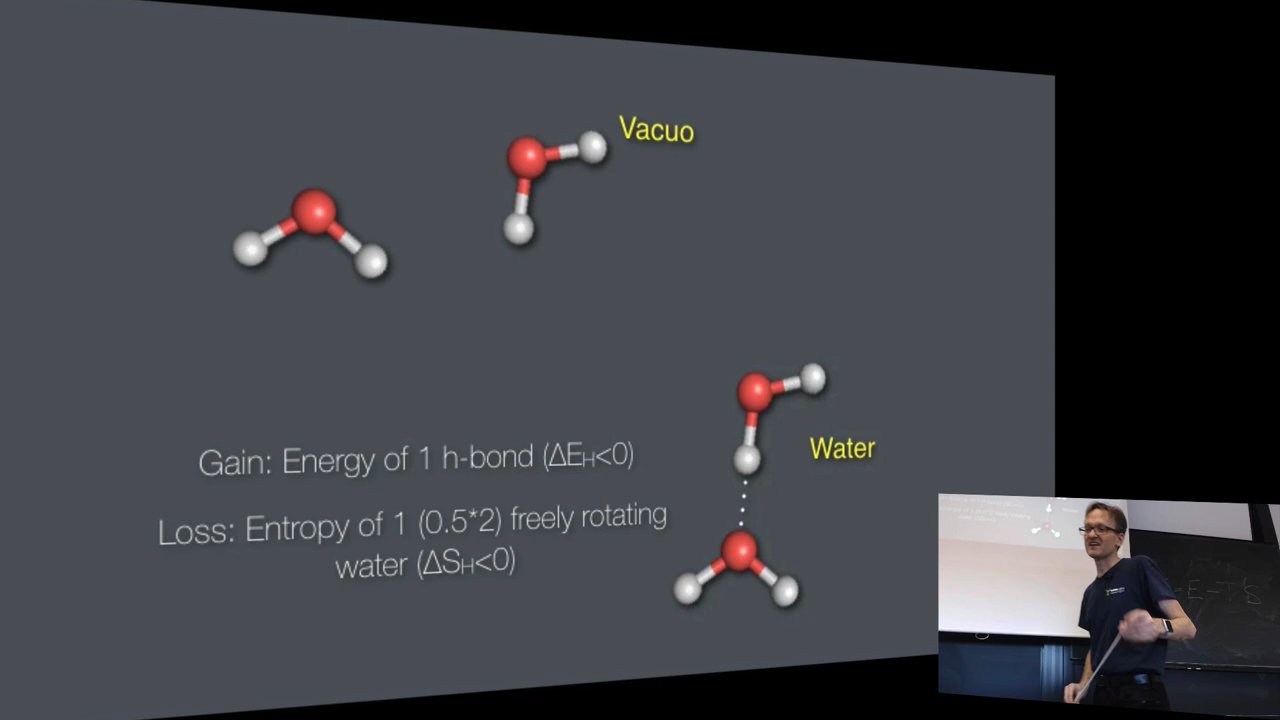 Vacuo
Water
Gain: Energy of 1 h-bond (ΔEH<0)
Loss: Entropy of 1 (0.5*2) freely rotating
water (ΔSH<0)
E-TS